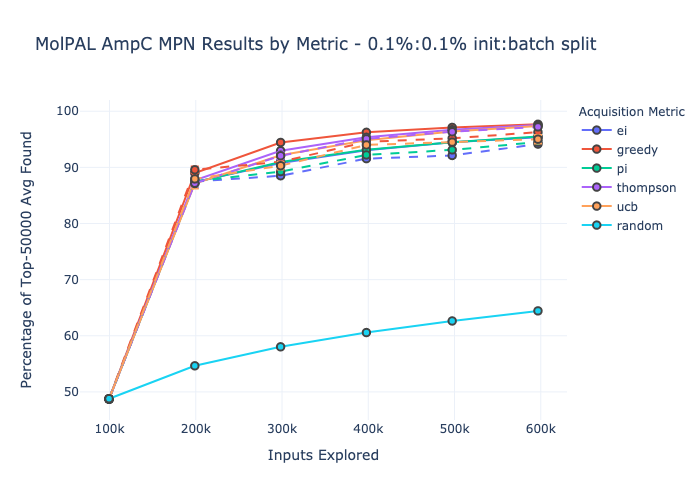 MolPAL AmpC MPN Results by Metric - 0.1%:0.1% init:batch split
Percentage of Top-50000 Avg Found
100
90
80
70
60
50
100k 200k 300k 400k 500k 600k
Inputs Explored
Acquisition Metric
ei
greedy
pi
thompson
ucb
random